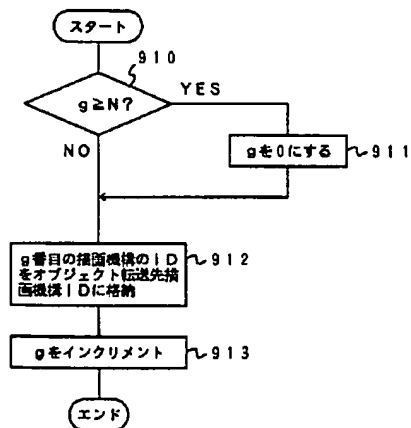 スタート
910
g≧N?
YES
NO
gを0にする
911
g番目の描画機構のID
をオブジェクト転送先描
画機構IDに格納
912
gをインクリメント
913
エンド